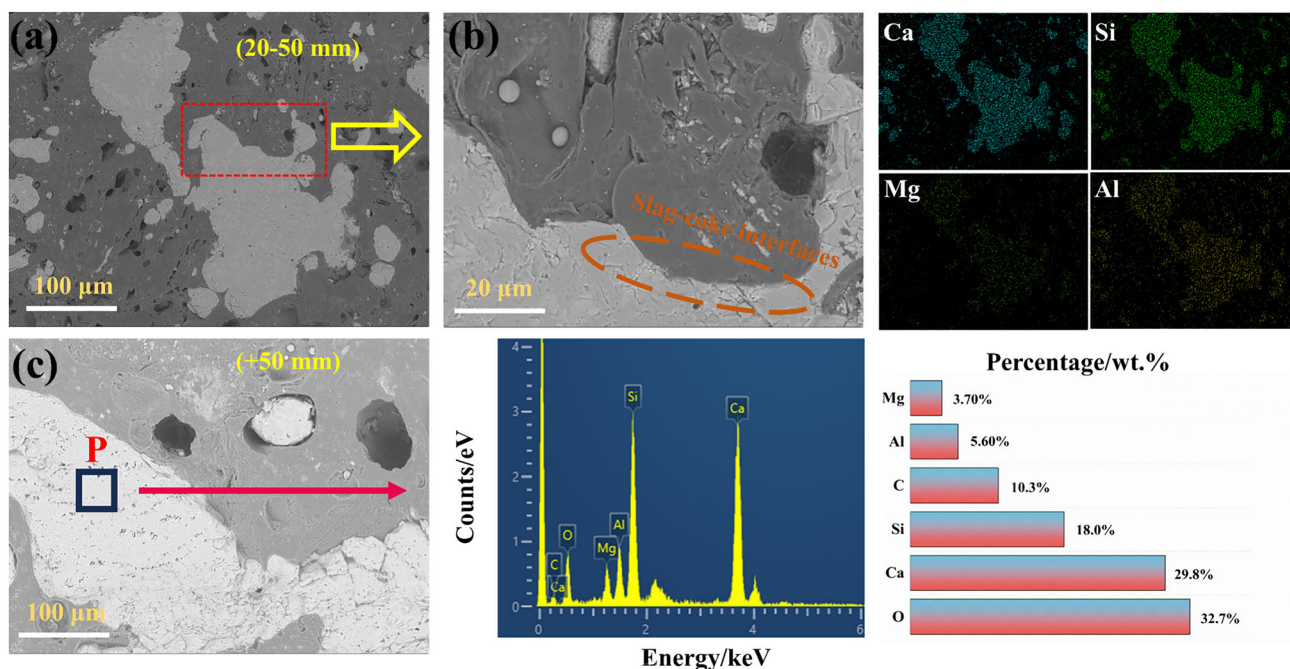 (a)
(20-50 mm)
100 μm
(b)
Slag-coke interfaces
20 μm
Ca
Si
Mg
Al
(c)
(+50 mm)
P
100 μm
Counts/eV
4
3
2
1
0
C
Ca
O
Mg
Al
Si
Ca
0
2
4
6
Energy/keV
Percentage/wt.%
Mg 3.70%
Al 5.60%
C 10.3%
Si 18.0%
Ca 29.8%
O 32.7%